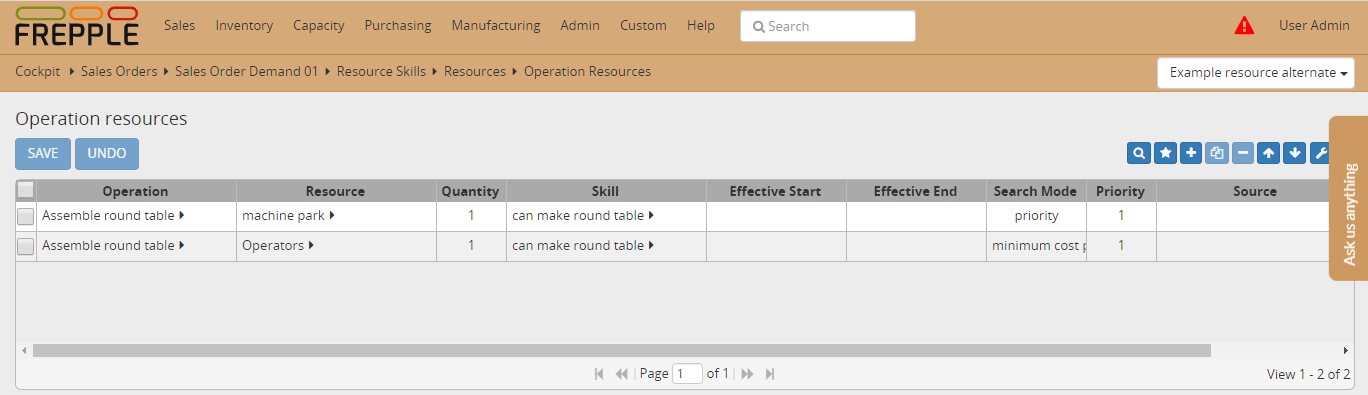 FREPPLE Sales Inventory Capacity Purchasing Manufacturing Admin Custom Help Search User Admin
Cockpit Sales Orders Sales Order Demand 01 Resource Skills Resources Operation Resources Example resource alternate
Operation resources
SAVE UNDO
Operation Resource Quantity Skill Effective Start Effective End Search Mode Priority Source
Assemble round table machine park 1 can make round table priority 1
Assemble round table Operators 1 can make round table minimum cost p 1
Ask us anything
Page 1 of 1 View 1 - 2 of 2